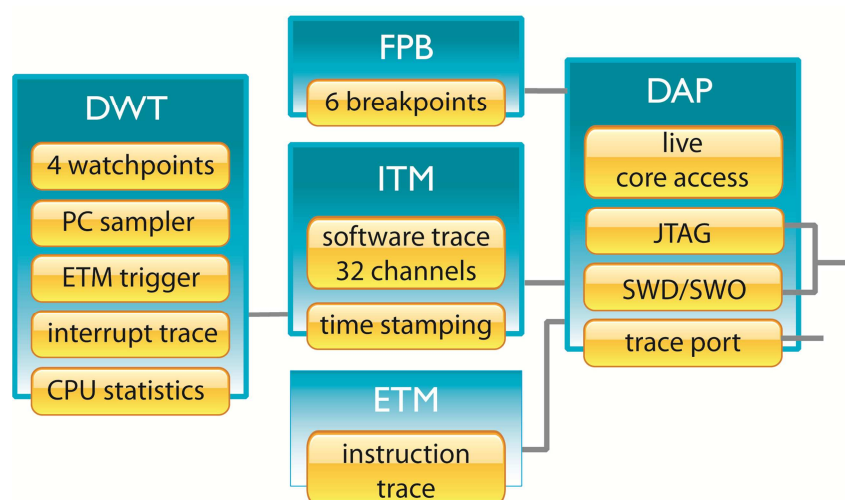 DWT
4 watchpoints
PC sampler
ETM trigger
interrupt trace
CPU statistics
FPB
6 breakpoints
ITM
software trace
32 channels
time stamping
ETM
instruction
trace
DAP
live
core access
JTAG
SWD/SWO
trace port